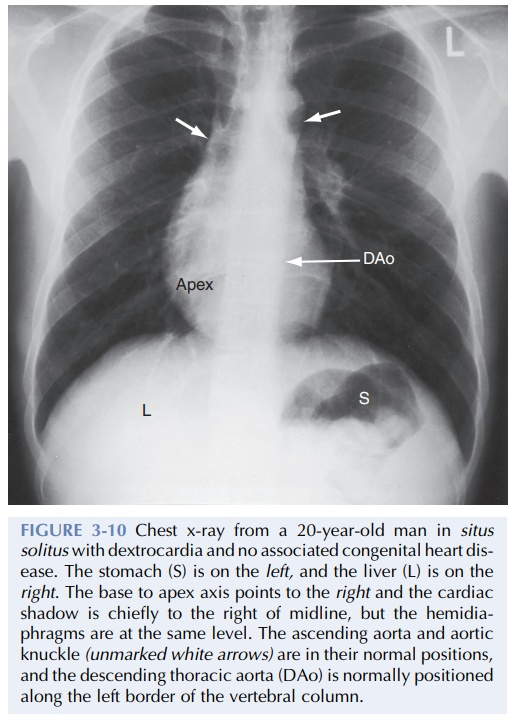 L
DAo
Apex
S
L
FIGURE 3-10 Chest x-ray from a 20-year-old man in situs
solitus with dextrocardia and no associated congenital heart dis-
ease. The stomach (S) is on the left, and the liver (L) is on the
right. The base to apex axis points to the right and the cardiac
shadow is chiefly to the right of midline, but the hemidia-
phragms are at the same level. The ascending aorta and aortic
knuckle (unmarked white arrows) are in their normal positions,
and the descending thoracic aorta (DAo) is normally positioned
along the left border of the vertebral column.